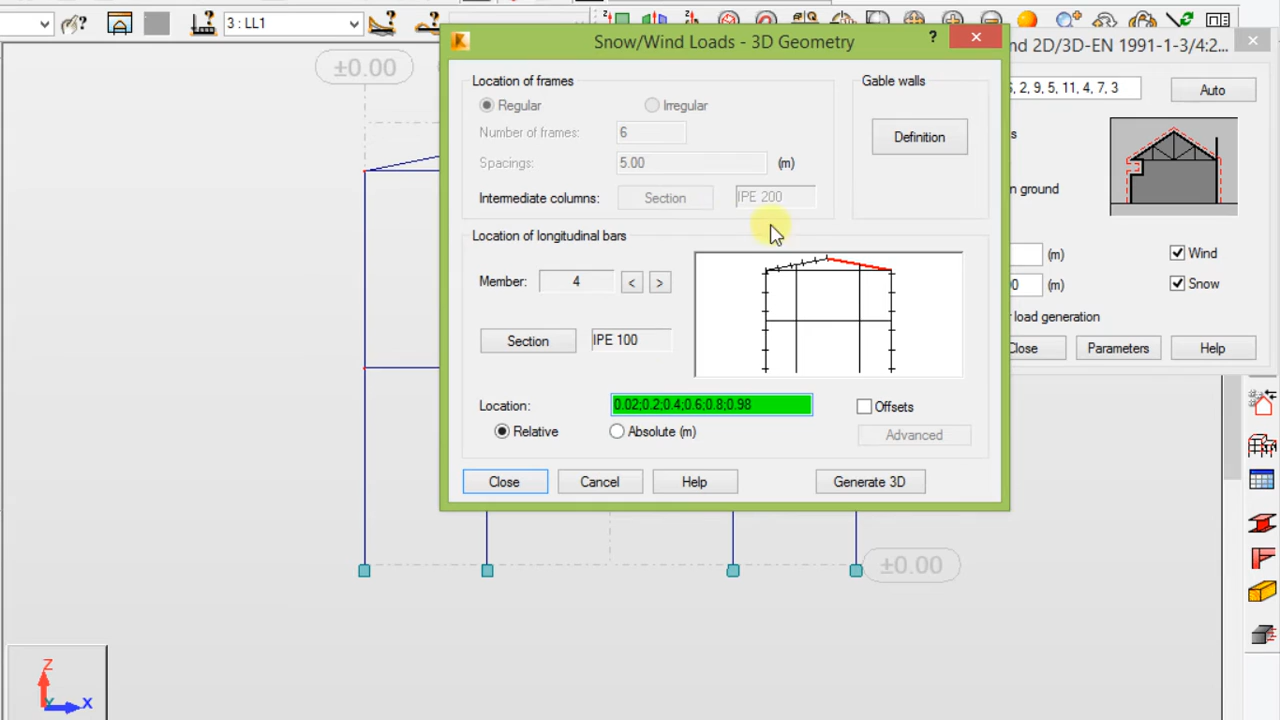 3 : LL1
±0.00
Snow/Wind Loads - 3D Geometry
?
nd 2D/3D-EN 1991-1-3/4:2...
Location of frames
Regular
Irregular
Number of frames:
6
Spacings:
5.00
(m)
Intermediate columns:
Section
IPE 200
Gable walls
Definition
, 2, 9, 5, 11, 4, 7, 3
Auto
ground
(m)
(m)
Wind
Snow
load generation
Close
Parameters
Help
Location of longitudinal bars
Member:
4
<
>
Section
IPE 100
Location:
0.02;0.2;0.4;0.6;0.8;0.98
Offsets
Relative
Absolute (m)
Advanced
Close
Cancel
Help
Generate 3D
±0.00
Z
X